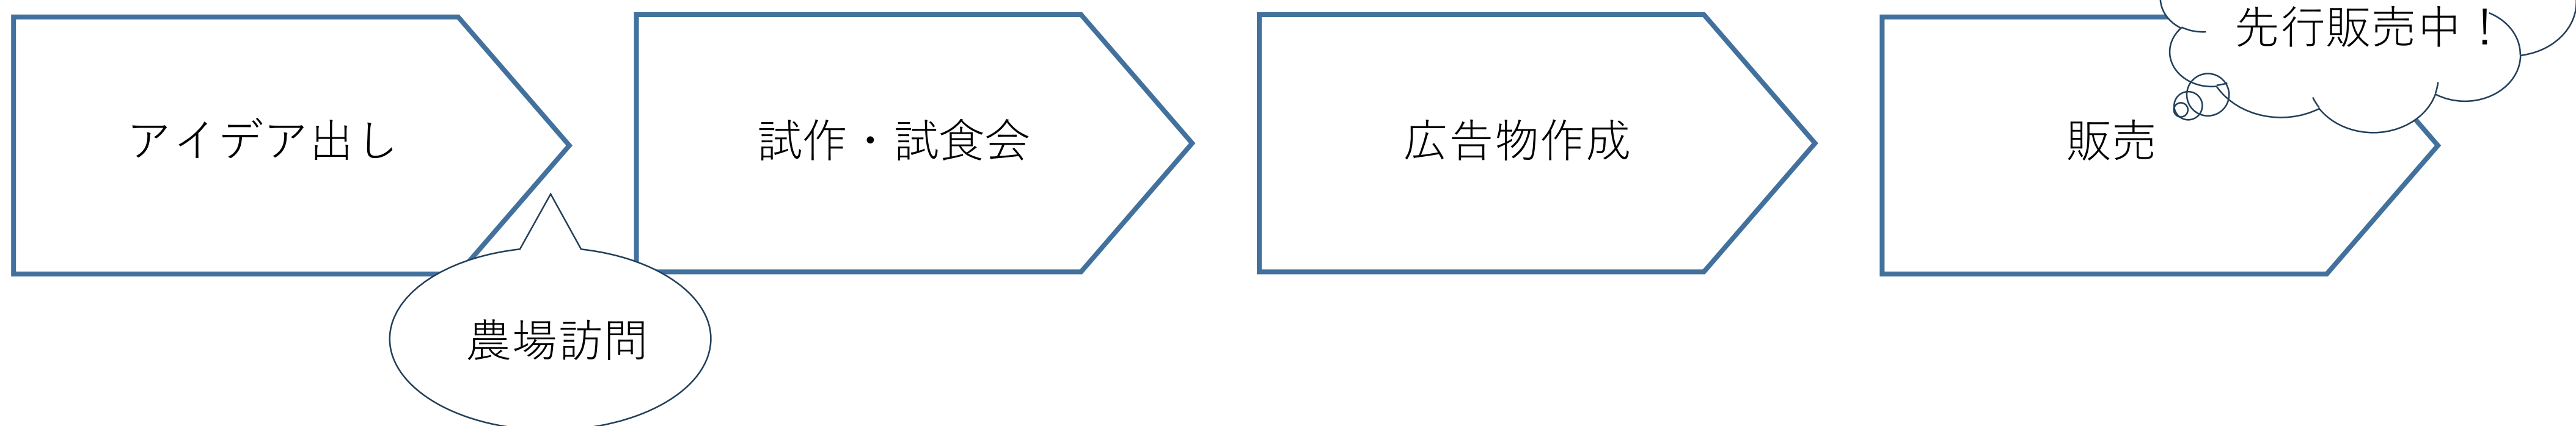 アイデア出し
農場訪問
試作・試食会
広告物作成
販売
先行販売中！